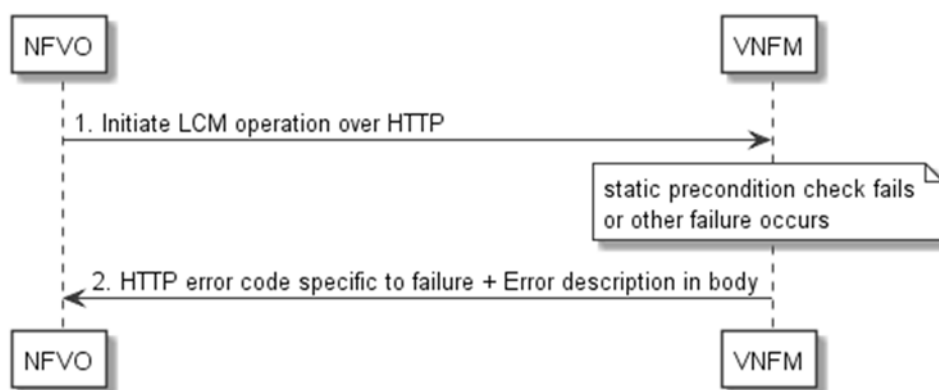 NFVO
VNFM
1. Initiate LCM operation over HTTP
static precondition check fails
or other failure occurs
2. HTTP error code specific to failure + Error description in body
NFVO
VNFM